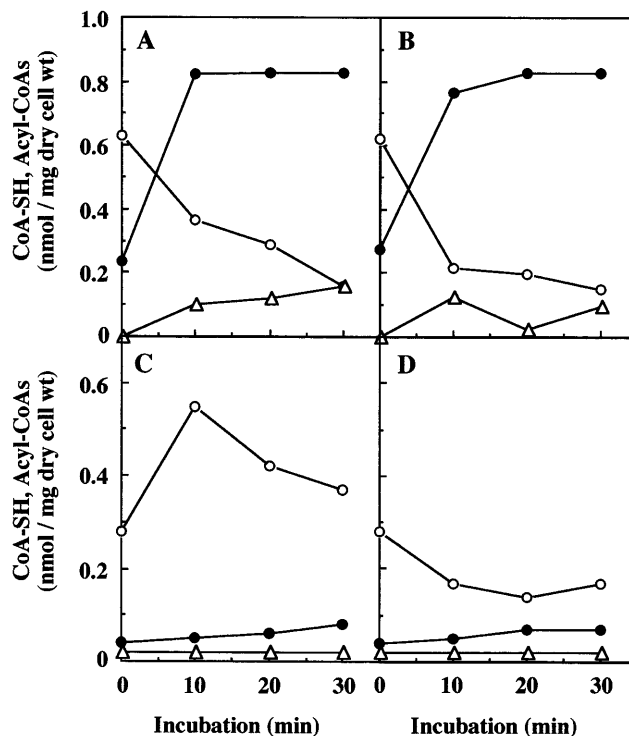 A
B
CoA-SH, Acyl-CoAs
(nmol / mg dry cell wt)
1.0
0.8
0.6
0.4
0.2
0
C
D
CoA-SH, Acyl-CoAs
(nmol / mg dry cell wt)
0.6
0.4
0.2
0
0 10 20 30
0 10 20 30
Incubation (min)
Incubation (min)